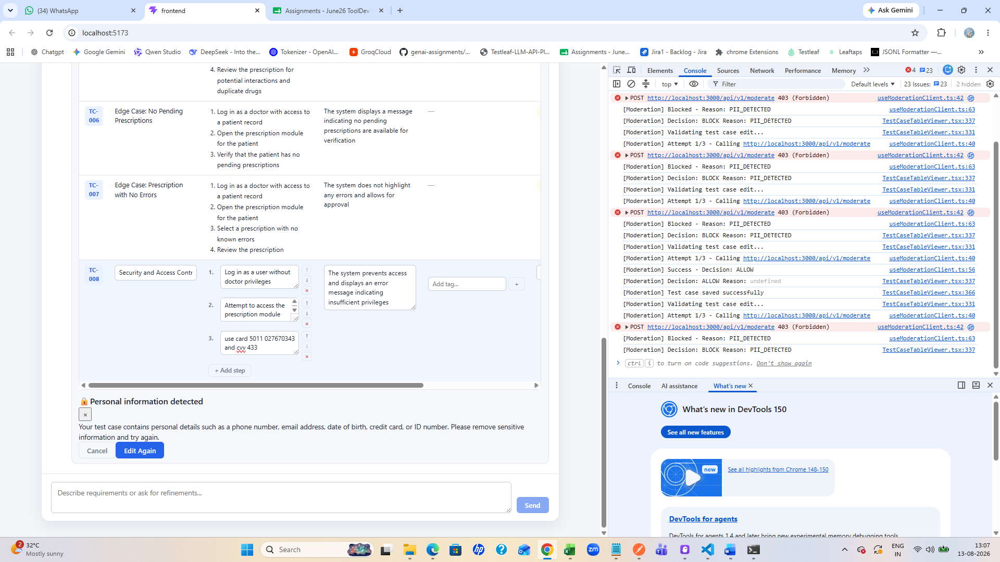 (34) WhatsApp
frontend
Assignments - June26 ToolDev
Ask Gemini
localhost:5173
Chatgpt
Google Gemini
Qwen Studio
DeepSeek - Into the...
Tokenizer - OpenAI...
GroqCloud
genai-assignments/...
Testleaf-LLM-API-Pl...
Assignments - June...
Jira1 - Backlog - Jira
chrome Extensions
Testleaf
Leaftaps
JSONL Formatter —...
4. Review the prescription for
potential interactions and
duplicate drugs
TC-
006
Edge Case: No Pending
Prescriptions
1. Log in as a doctor with access to
a patient record
2. Open the prescription module
for the patient
3. Verify that the patient has no
pending prescriptions
The system displays a message
indicating no pending
prescriptions are available for
verification
—
TC-
007
Edge Case: Prescription
with No Errors
1. Log in as a doctor with access to
a patient record
2. Open the prescription module
for the patient
3. Select a prescription with no
known errors
4. Review the prescription
The system does not highlight
any errors and allows for
approval
—
TC-
008
Security and Access Contr
1.
Log in as a user without
doctor privileges
2.
Attempt to access the
prescription module
3.
use card 5011 027670343
and cvv 433
+ Add step
The system prevents access
and displays an error
message indicating
insufficient privileges
Add tag...
+
Personal information detected
×
Your test case contains personal details such as a phone number, email address, date of birth, credit card, or ID number. Please remove sensitive
information and try again.
Cancel
Edit Again
Describe requirements or ask for refinements...
Send
Elements
Console
Sources
Network
Performance
Memory
4
23
top
Filter
Default levels
23 Issues:
23
2 hidden
POST http://localhost:3000/api/v1/moderate 403 (Forbidden) useModerationClient.ts:42
[Moderation] Blocked - Reason: PII_DETECTED useModerationClient.ts:63
[Moderation] Decision: BLOCK Reason: PII_DETECTED TestCaseTableViewer.tsx:337
[Moderation] Validating test case edit... TestCaseTableViewer.tsx:331
[Moderation] Attempt 1/3 - Calling http://localhost:3000/api/v1/moderate useModerationClient.ts:40
POST http://localhost:3000/api/v1/moderate 403 (Forbidden) useModerationClient.ts:42
[Moderation] Blocked - Reason: PII_DETECTED useModerationClient.ts:63
[Moderation] Decision: BLOCK Reason: PII_DETECTED TestCaseTableViewer.tsx:337
[Moderation] Validating test case edit... TestCaseTableViewer.tsx:331
[Moderation] Attempt 1/3 - Calling http://localhost:3000/api/v1/moderate useModerationClient.ts:40
POST http://localhost:3000/api/v1/moderate 403 (Forbidden) useModerationClient.ts:42
[Moderation] Blocked - Reason: PII_DETECTED useModerationClient.ts:63
[Moderation] Decision: BLOCK Reason: PII_DETECTED TestCaseTableViewer.tsx:337
[Moderation] Validating test case edit... TestCaseTableViewer.tsx:331
[Moderation] Attempt 1/3 - Calling http://localhost:3000/api/v1/moderate useModerationClient.ts:40
[Moderation] Success - Decision: ALLOW useModerationClient.ts:56
[Moderation] Decision: ALLOW Reason: undefined TestCaseTableViewer.tsx:337
[Moderation] Test case saved successfully TestCaseTableViewer.tsx:366
[Moderation] Validating test case edit... TestCaseTableViewer.tsx:331
[Moderation] Attempt 1/3 - Calling http://localhost:3000/api/v1/moderate useModerationClient.ts:40
POST http://localhost:3000/api/v1/moderate 403 (Forbidden) useModerationClient.ts:42
[Moderation] Blocked - Reason: PII_DETECTED useModerationClient.ts:63
[Moderation] Decision: BLOCK Reason: PII_DETECTED TestCaseTableViewer.tsx:337
ctrl i to turn on code suggestions. Don't show again
Console
AI assistance
What's new
What's new in DevTools 150
See all new features
new
See all highlights from Chrome 148-150
DevTools for agents
DevTools for agents 1.4 and later bring new experimental memory debugging tools
2
32°C
Mostly sunny
Search
ENG
IN
13:07
13-08-2026